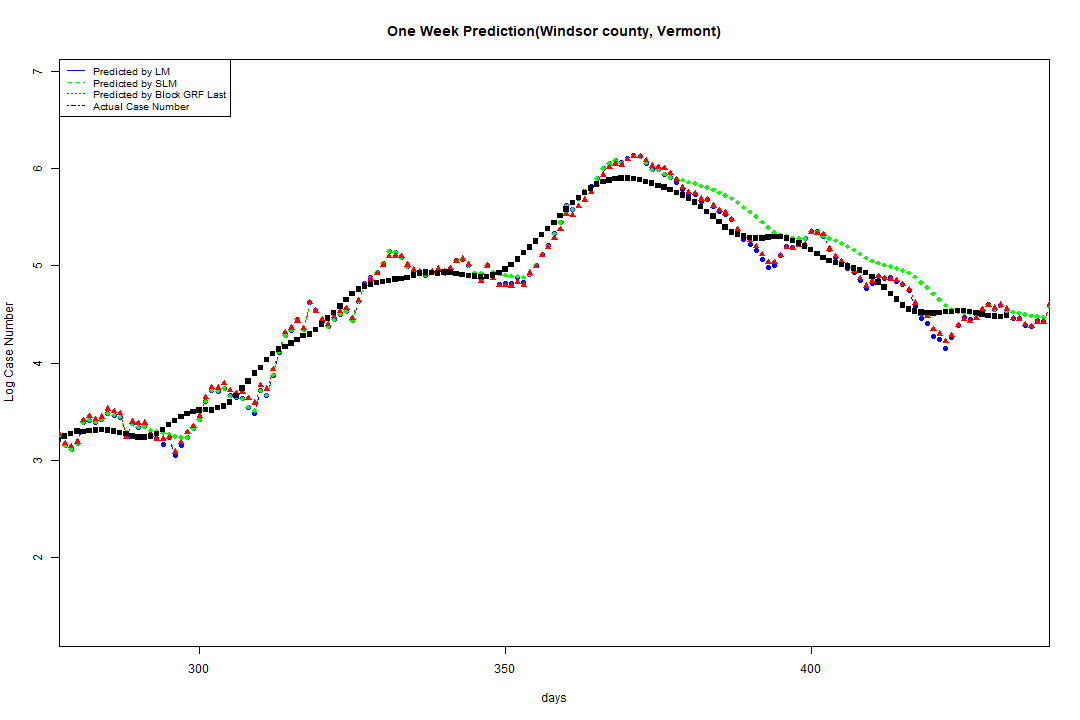 One Week Prediction(Windsor county, Vermont)
Predicted by LM
Predicted by SLM
Predicted by Block GRF Last
Actual Case Number
7
6
5
4
3
2
Log Case Number
300 350 400
days